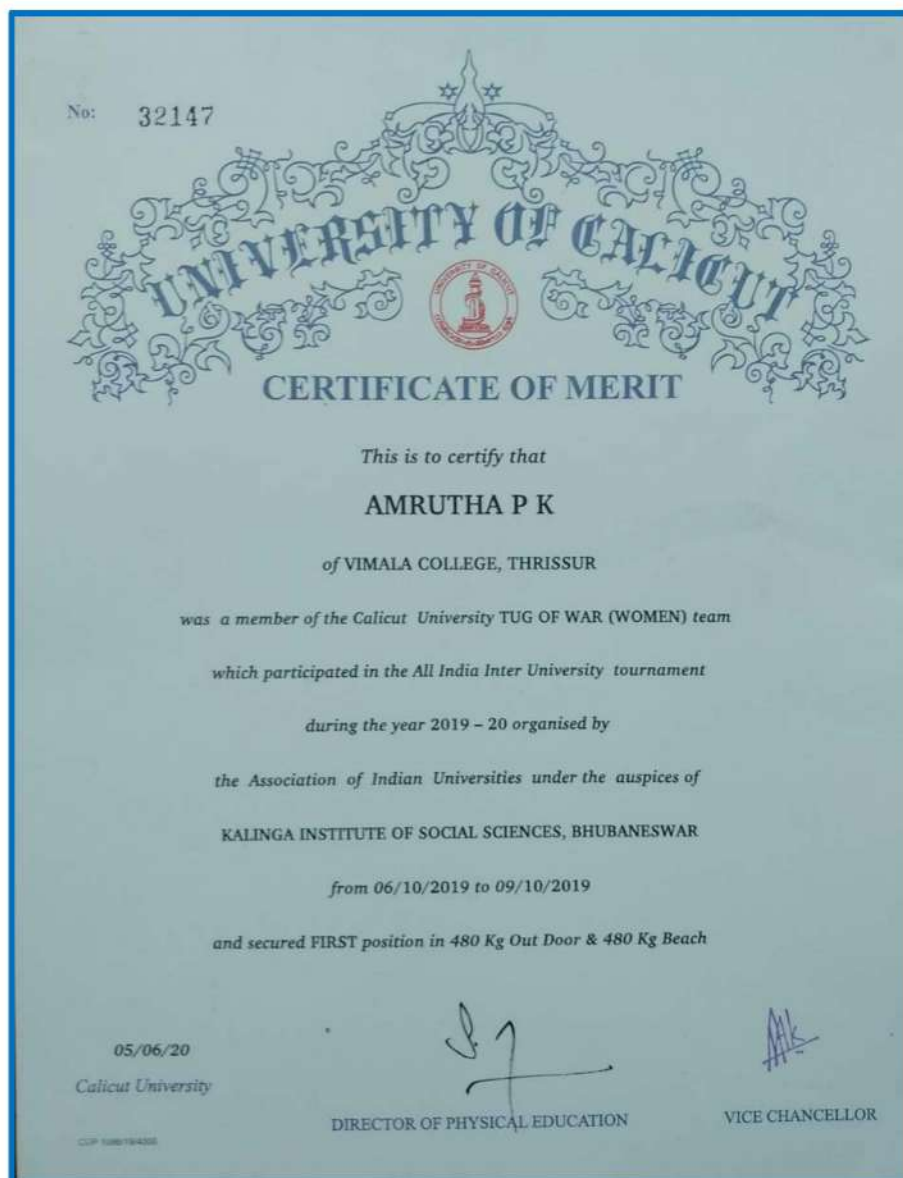 No: 32147
UNIVERSITY OF CALICUT
UNIVERSITY OF CALICUT
CERTIFICATE OF MERIT
This is to certify that
AMRUTHA P K
of VIMALA COLLEGE, THRISSUR
was a member of the Calicut University TUG OF WAR (WOMEN) team
which participated in the All India Inter University tournament
during the year 2019 – 20 organised by
the Association of Indian Universities under the auspices of
KALINGA INSTITUTE OF SOCIAL SCIENCES, BHUBANESWAR
from 06/10/2019 to 09/10/2019
and secured FIRST position in 480 Kg Out Door & 480 Kg Beach
05/06/20
Calicut University
DIRECTOR OF PHYSICAL EDUCATION
VICE CHANCELLOR